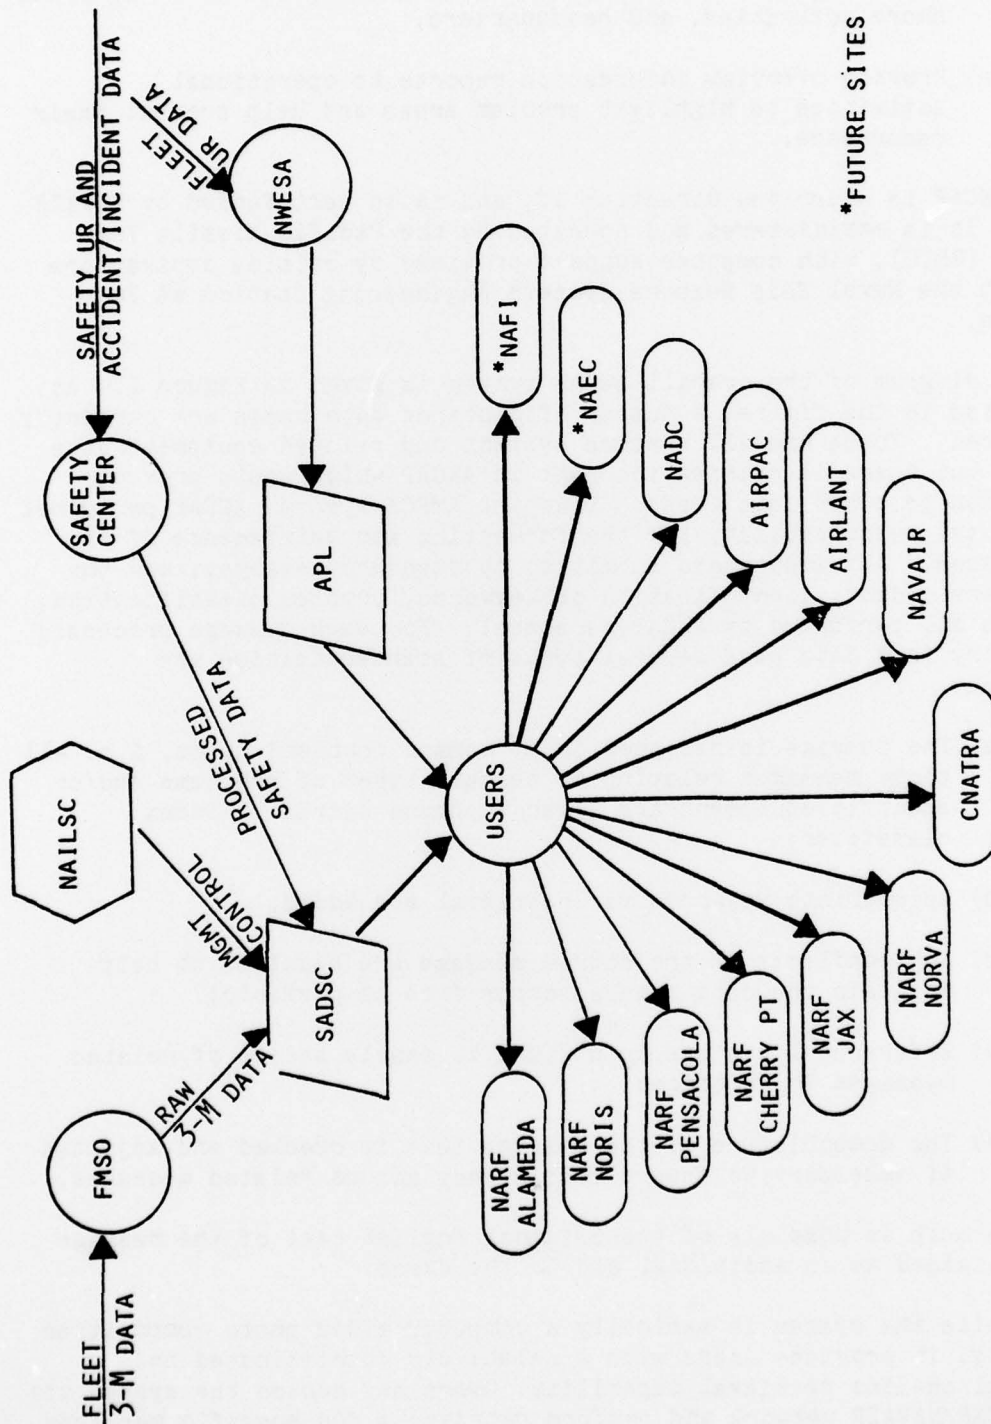 FLEET
3-M DATA
FMSO
RAW
3-M DATA
NAILSC
MGMT
CONTROL
SADSC
SAFETY UR AND
ACCIDENT/INCIDENT DATA
SAFETY
CENTER
PROCESSED
SAFETY DATA
FLEET
UR DATA
NWESA
APL
USERS
NARF
ALAMEDA
NARF
NORIS
NARF
PENSACOLA
NARF
CHERRY PT
NARF
JAX
NARF
NORVA
CNATRA
NAVAIR
AIRLANT
AIRPAC
NADC
*NAEC
*NAFI
*FUTURE SITES